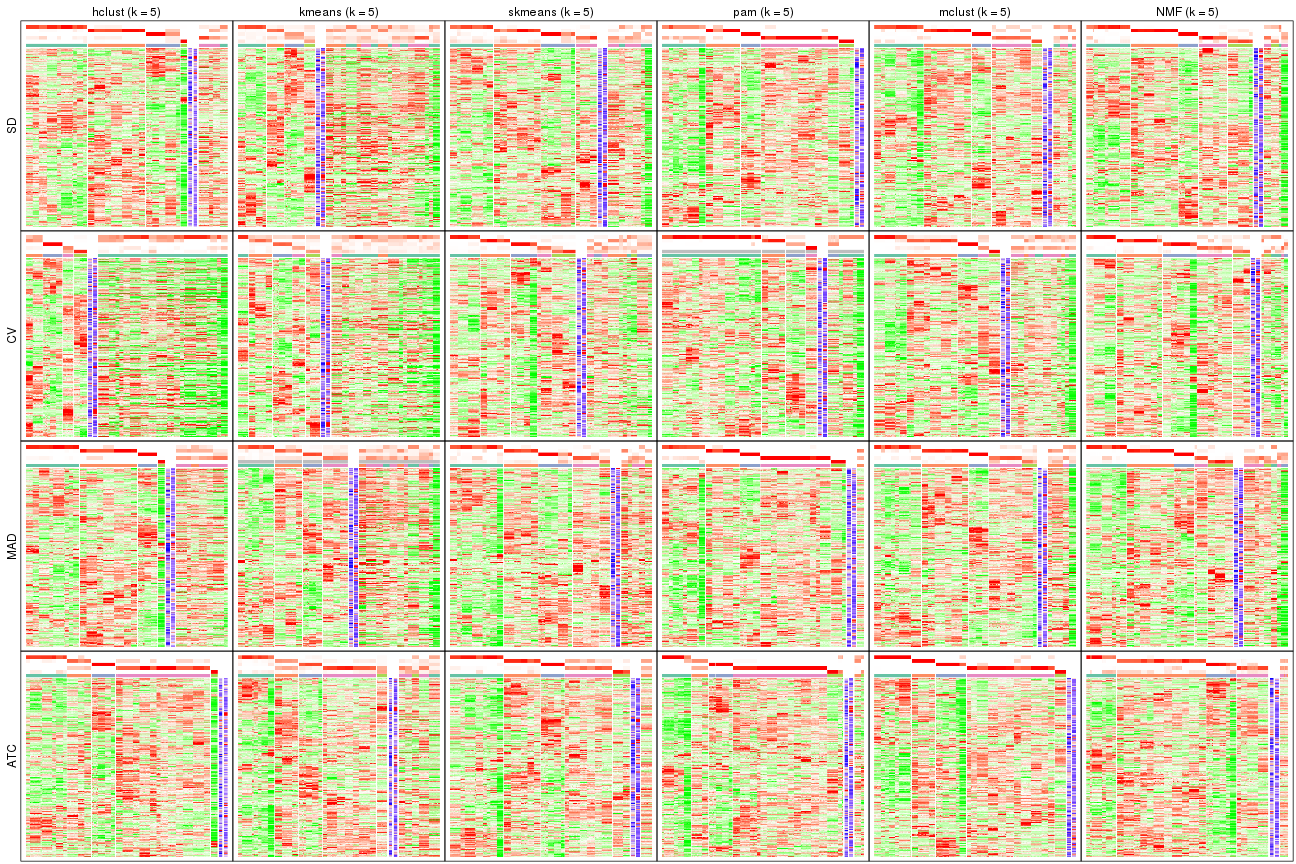 hclust (k = 5) kmeans (k = 5) skmeans (k = 5) pam (k = 5) mclust (k = 5) NMF (k = 5)
SD
CV
MAD
ATC